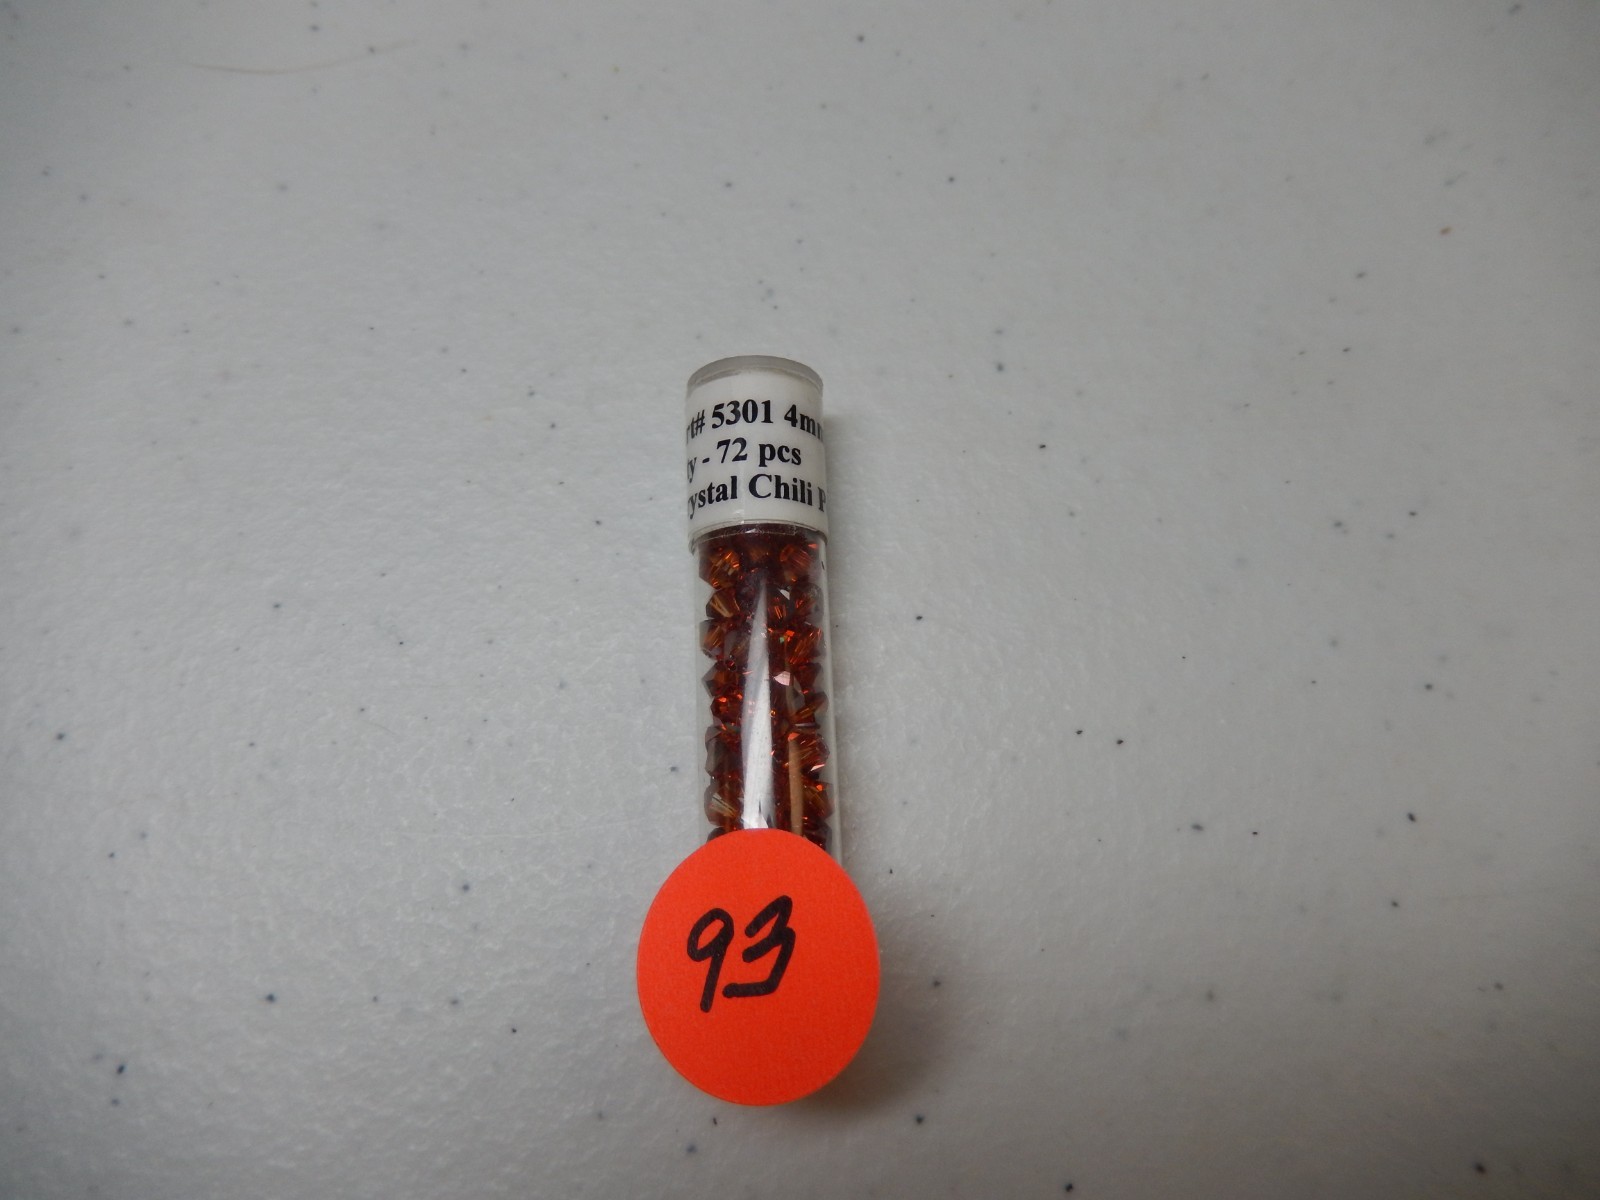 rt# 5301 4mm
ty - 72 pcs
rystal Chili P
93